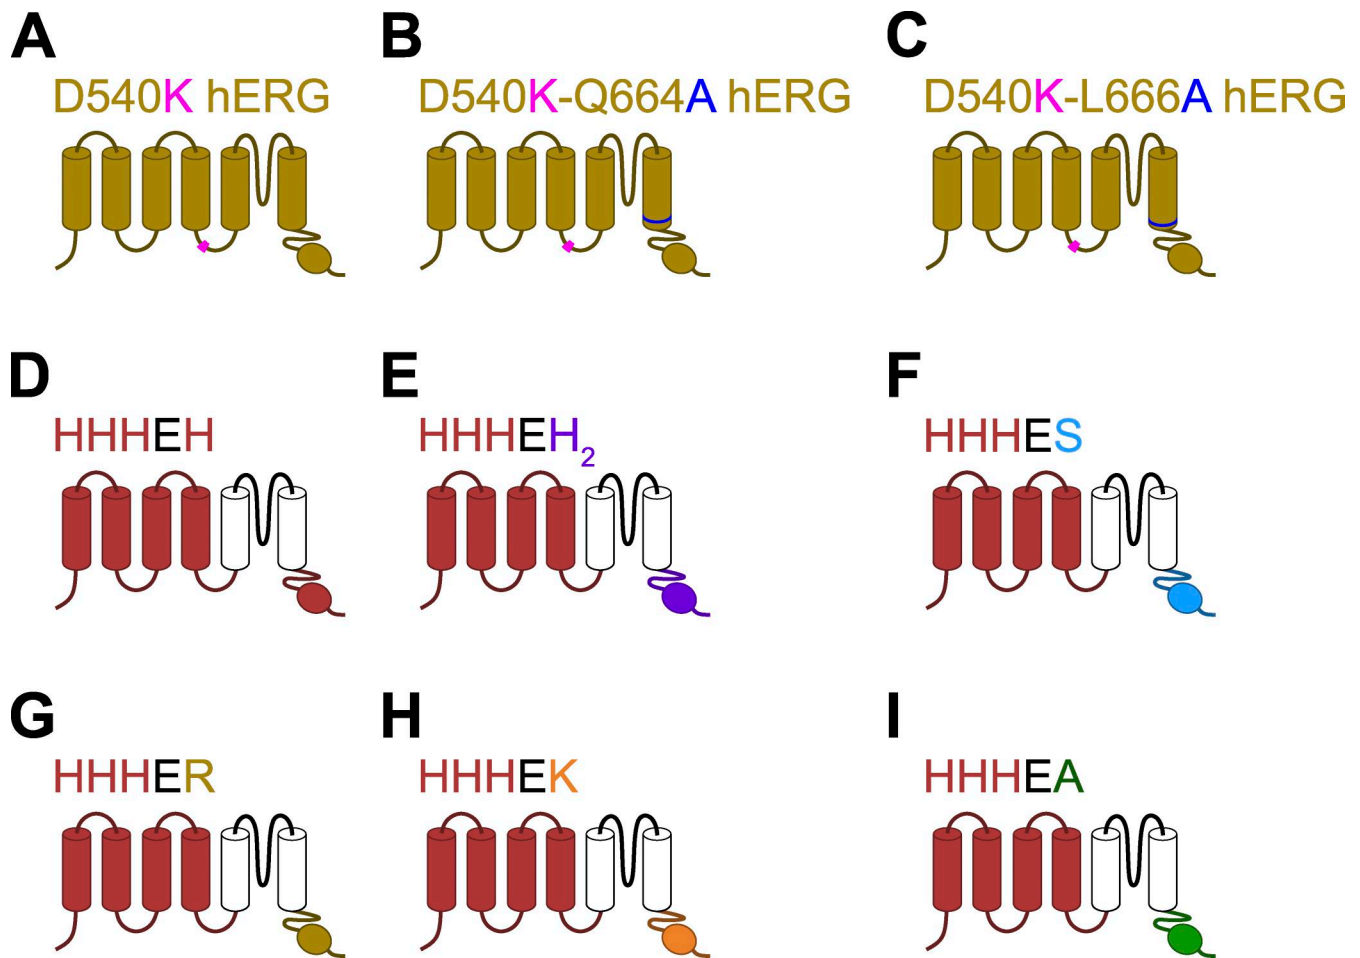 A
D540K hERG
B
D540K-Q664A hERG
C
D540K-L666A hERG
D
HHHEH
E
HHHEH₂
F
HHHES
G
HHHER
H
HHHEK
I
HHHEA